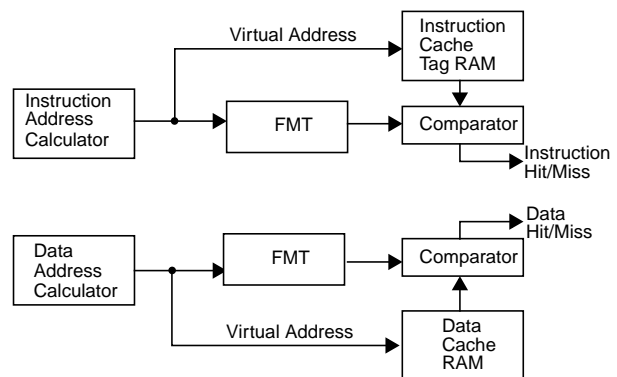 Virtual Address
Instruction
Cache
Tag RAM
Instruction
Address
Calculator
FMT
Comparator
Instruction
Hit/Miss
Data
Hit/Miss
Data
Address
Calculator
FMT
Comparator
Virtual Address
Data
Cache
RAM